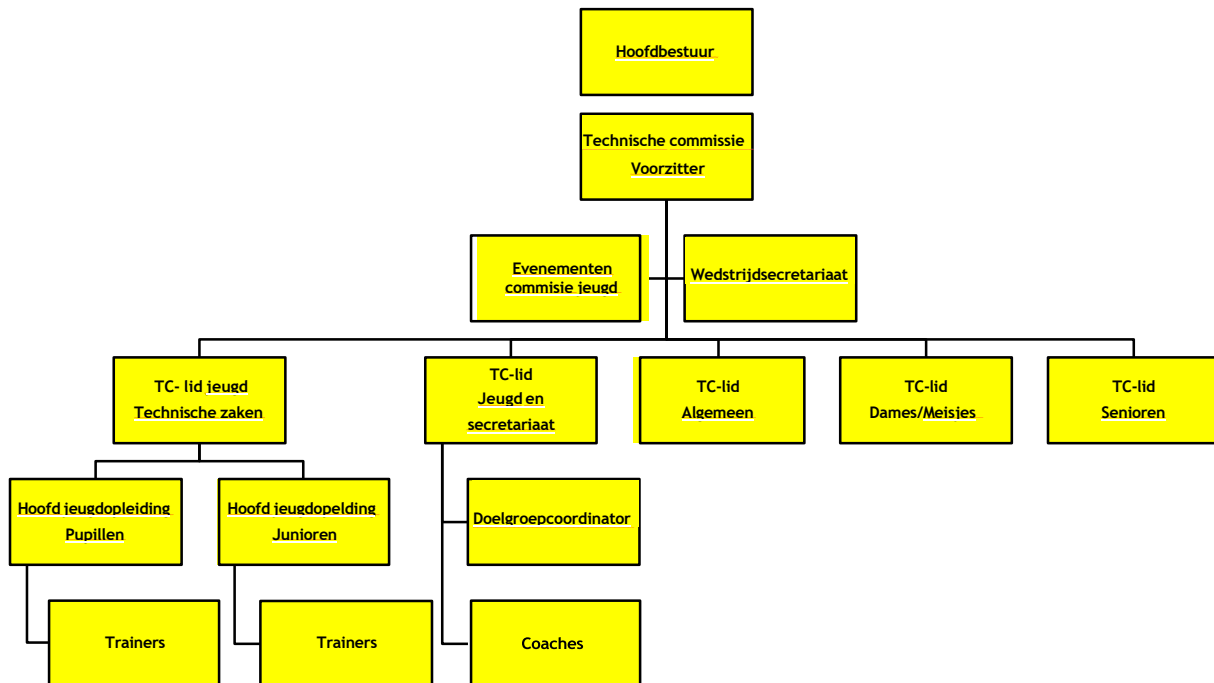 Hoofdbestuur
Technische commissie
Voorzitter
Evenementen
commisie jeugd
Wedstrijdsecretariaat
TC- lid jeugd
Technische zaken
TC-lid
Jeugd en
secretariaat
TC-lid
Algemeen
TC-lid
Dames/Meisjes
TC-lid
Senioren
Hoofd jeugdopleiding
Pupillen
Hoofd jeugdopelding
Junioren
Doelgroepcoordinator
Trainers
Trainers
Coaches